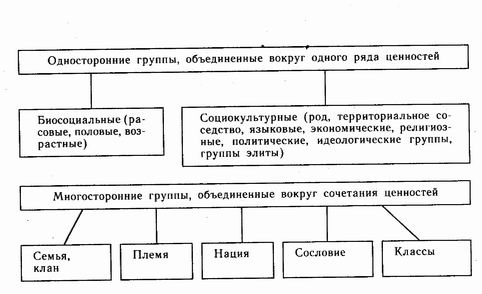 Односторонние группы, объединенные вокруг одного ряда ценностей
Биосоциальные (ра-
совые, половые, воз-
растные)
Социокультурные (род, территориальное со-
седство, языковые, экономические, религиоз-
ные, политические, идеологические группы,
группы элиты)
Многосторонние группы, объединенные вокруг сочетания ценностей
Семья,
клан
Племя
Нация
Сословие
Классы